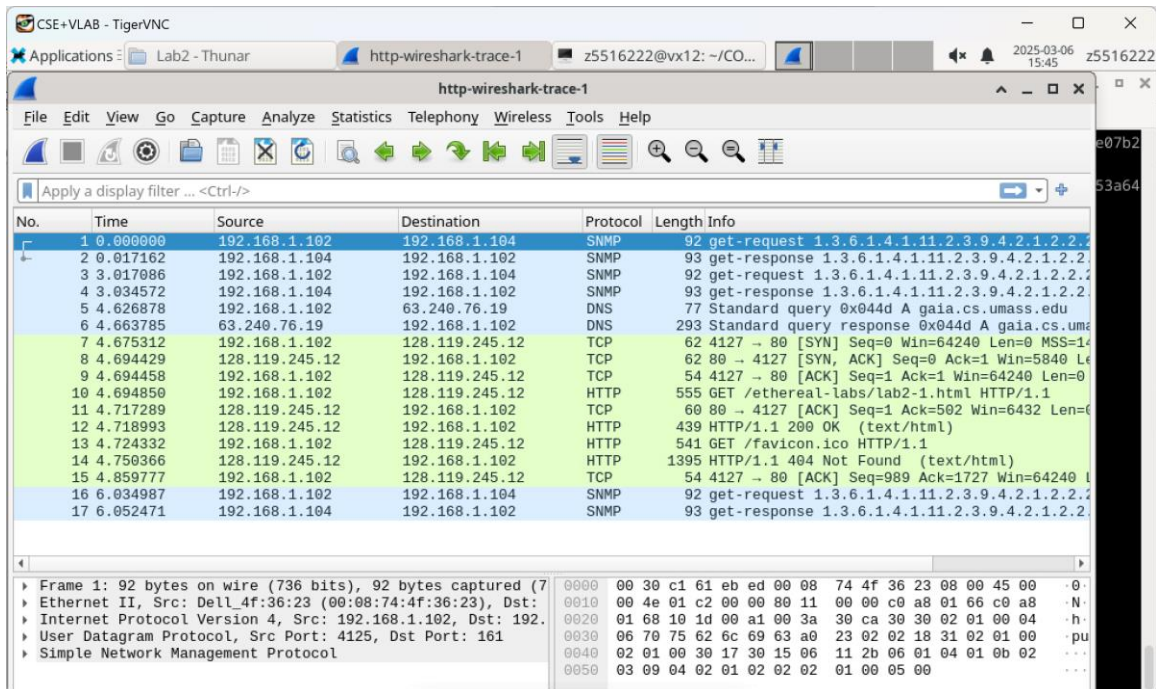 CSE+VLAB - TigerVNC
Applications Lab2 - Thunar http-wireshark-trace-1 z5516222@vx12: ~/CO... 2025-03-06 15:45 z5516222
http-wireshark-trace-1
File Edit View Go Capture Analyze Statistics Telephony Wireless Tools Help
e07b2
Apply a display filter ... <Ctrl-/> 53a64
No. Time Source Destination Protocol Length Info
1 0.000000 192.168.1.102 192.168.1.104 SNMP 92 get-request 1.3.6.1.4.1.11.2.3.9.4.2.1.2.2.2
2 0.017162 192.168.1.104 192.168.1.102 SNMP 93 get-response 1.3.6.1.4.1.11.2.3.9.4.2.1.2.2.
3 3.017086 192.168.1.102 192.168.1.104 SNMP 92 get-request 1.3.6.1.4.1.11.2.3.9.4.2.1.2.2.2
4 3.034572 192.168.1.104 192.168.1.102 SNMP 93 get-response 1.3.6.1.4.1.11.2.3.9.4.2.1.2.2.
5 4.626878 192.168.1.102 63.240.76.19 DNS 77 Standard query 0x044d A gaia.cs.umass.edu
6 4.663785 63.240.76.19 192.168.1.102 DNS 293 Standard query response 0x044d A gaia.cs.uma
7 4.675312 192.168.1.102 128.119.245.12 TCP 62 4127 → 80 [SYN] Seq=0 Win=64240 Len=0 MSS=14
8 4.694429 128.119.245.12 192.168.1.102 TCP 62 80 → 4127 [SYN, ACK] Seq=0 Ack=1 Win=5840 Le
9 4.694458 192.168.1.102 128.119.245.12 TCP 54 4127 → 80 [ACK] Seq=1 Ack=1 Win=64240 Len=0
10 4.694850 192.168.1.102 128.119.245.12 HTTP 555 GET /ethereal-labs/lab2-1.html HTTP/1.1
11 4.717289 128.119.245.12 192.168.1.102 TCP 60 80 → 4127 [ACK] Seq=1 Ack=502 Win=6432 Len=0
12 4.718993 128.119.245.12 192.168.1.102 HTTP 439 HTTP/1.1 200 OK (text/html)
13 4.724332 192.168.1.102 128.119.245.12 HTTP 541 GET /favicon.ico HTTP/1.1
14 4.750366 128.119.245.12 192.168.1.102 HTTP 1395 HTTP/1.1 404 Not Found (text/html)
15 4.859777 192.168.1.102 128.119.245.12 TCP 54 4127 → 80 [ACK] Seq=989 Ack=1727 Win=64240 L
16 6.034987 192.168.1.102 192.168.1.104 SNMP 92 get-request 1.3.6.1.4.1.11.2.3.9.4.2.1.2.2.2
17 6.052471 192.168.1.104 192.168.1.102 SNMP 93 get-response 1.3.6.1.4.1.11.2.3.9.4.2.1.2.2.
Frame 1: 92 bytes on wire (736 bits), 92 bytes captured (7
Ethernet II, Src: Dell_4f:36:23 (00:08:74:4f:36:23), Dst:
Internet Protocol Version 4, Src: 192.168.1.102, Dst: 192.
User Datagram Protocol, Src Port: 4125, Dst Port: 161
Simple Network Management Protocol
0000 00 30 c1 61 eb ed 00 08 74 4f 36 23 08 00 45 00 ·0·
0010 00 4e 01 c2 00 00 80 11 00 00 c0 a8 01 66 c0 a8 ·N·
0020 01 68 10 1d 00 a1 00 3a 30 ca 30 30 02 01 00 04 ·h·
0030 06 70 75 62 6c 69 63 a0 23 02 02 18 31 02 01 00 ·pu
0040 02 01 00 30 17 30 15 06 11 2b 06 01 04 01 0b 02 ···
0050 03 09 04 02 01 02 02 02 01 00 05 00 ···